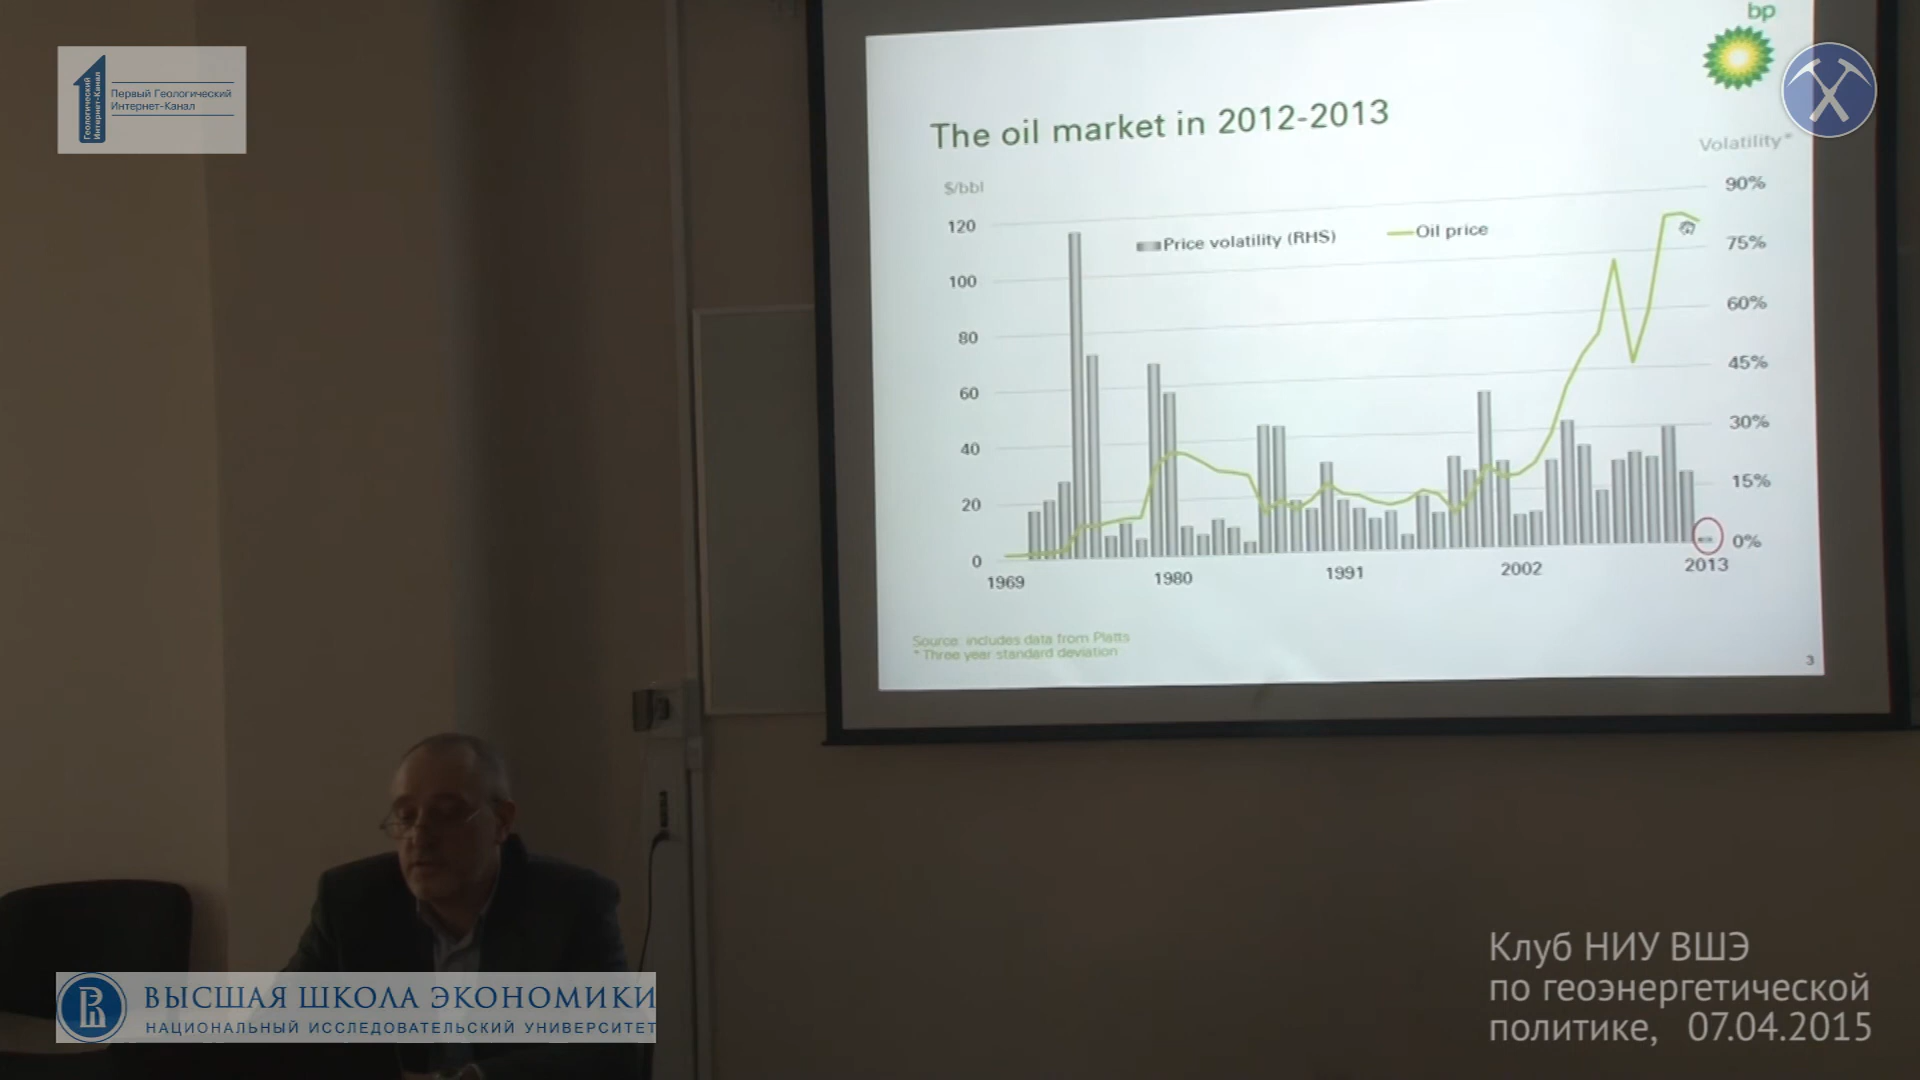 Геологический
Интернет-Канал
Первый Геологический
Интернет-Канал
bp
The oil market in 2012-2013
Volatility*
$/bbl
90%
120
Price volatility (RHS)
Oil price
75%
100
60%
80
45%
60
30%
40
15%
20
0%
0
1969
1980
1991
2002
2013
Source: includes data from Platts
* Three year standard deviation
3
Клуб НИУ ВШЭ
по геоэнергетической
политике, 07.04.2015
ВЫСШАЯ ШКОЛА ЭКОНОМИКИ
НАЦИОНАЛЬНЫЙ ИССЛЕДОВАТЕЛЬСКИЙ УНИВЕРСИТЕТ